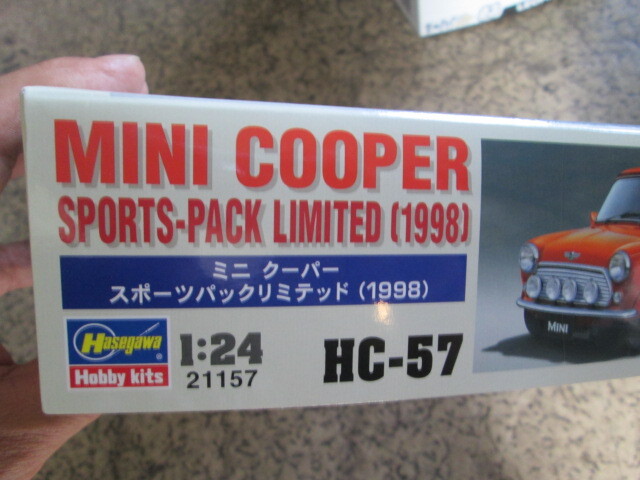 MINI COOPER
SPORTS-PACK LIMITED (1998)
ミニ クーパー
スポーツパックリミテッド (1998)
Hasegawa
Hobby kits
1:24
21157
HC-57
MINI